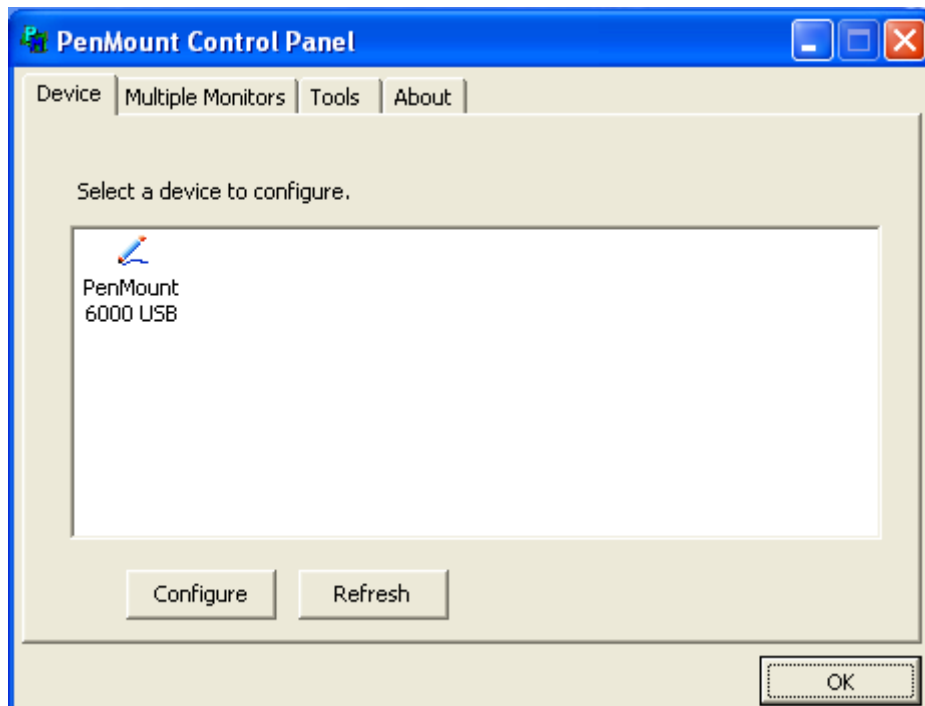 PenMount Control Panel
Device Multiple Monitors Tools About
Select a device to configure.
PenMount
6000 USB
Configure Refresh
OK